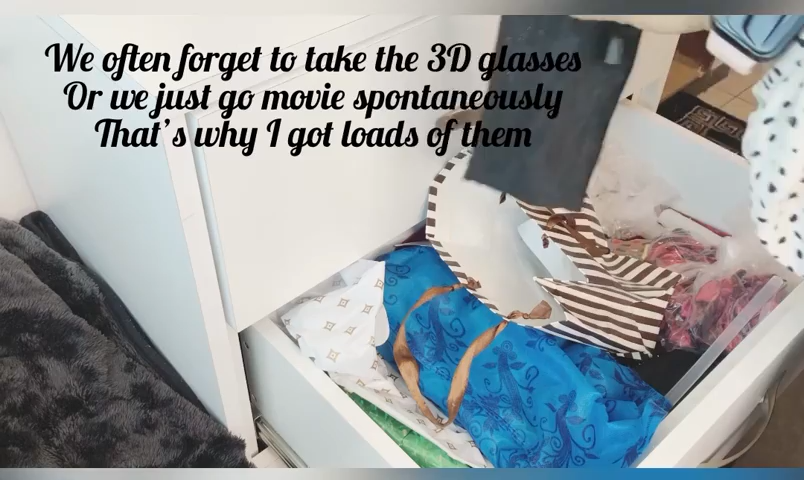 We often forget to take the 3D glasses
Or we just go movie spontaneously
That's why I got loads of them